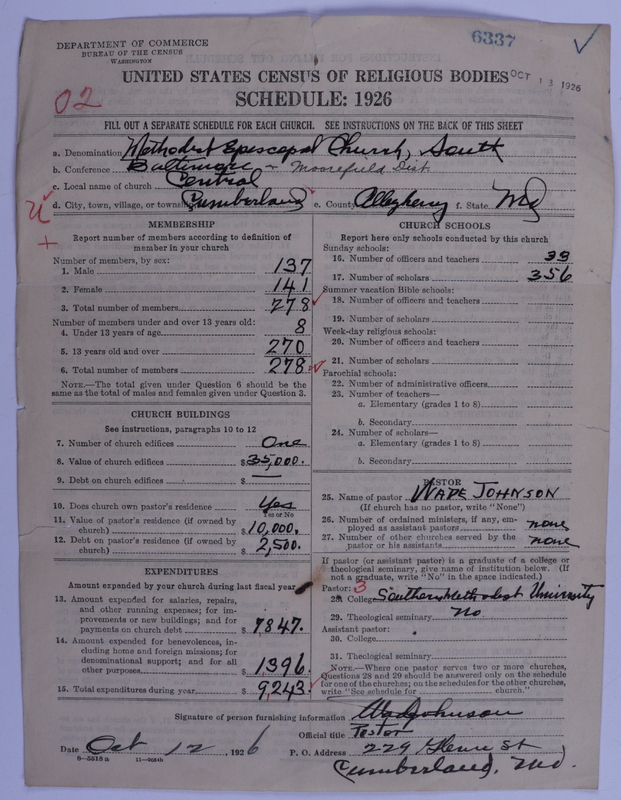 6337
DEPARTMENT OF COMMERCE
BUREAU OF THE CENSUS
WASHINGTON
UNITED STATES CENSUS OF RELIGIOUS BODIES
OCT 13 1926
SCHEDULE: 1926
02
FILL OUT A SEPARATE SCHEDULE FOR EACH CHURCH. SEE INSTRUCTIONS ON THE BACK OF THIS SHEET
a. Denomination Methodist Episcopal Church, South
b. Conference Baltimore - Moorefield Dist.
c. Local name of church Central
d. City, town, village, or township Cumberland e. County Allegheny f. State Md
MEMBERSHIP
Report number of members according to definition of
member in your church
Number of members, by sex:
1. Male 137
2. Female 141
3. Total number of members 278
Number of members under and over 13 years old:
4. Under 13 years of age 8
5. 13 years old and over 270
6. Total number of members 278
NOTE.—The total given under Question 6 should be the
same as the total of males and females given under Question 3.
CHURCH BUILDINGS
See instructions, paragraphs 10 to 12
7. Number of church edifices One
8. Value of church edifices $35,000.
9. Debt on church edifices $ —
10. Does church own pastor's residence Yes
Yes or No
11. Value of pastor's residence (if owned by
church) $10,000.
12. Debt on pastor's residence (if owned by
church) $2,500.
EXPENDITURES
Amount expended by your church during last fiscal year
13. Amount expended for salaries, repairs,
and other running expenses; for im-
provements or new buildings; and for
payments on church debt $7847.
14. Amount expended for benevolences, in-
cluding home and foreign missions; for
denominational support; and for all
other purposes $1,396.
15. Total expenditures during year $9,243.
CHURCH SCHOOLS
Report here only schools conducted by this church
Sunday schools:
16. Number of officers and teachers 33
17. Number of scholars 356
Summer vacation Bible schools:
18. Number of officers and teachers
19. Number of scholars
Week-day religious schools:
20. Number of officers and teachers
21. Number of scholars
Parochial schools:
22. Number of administrative officers
23. Number of teachers—
a. Elementary (grades 1 to 8)
b. Secondary
24. Number of scholars—
a. Elementary (grades 1 to 8)
b. Secondary
PASTOR
25. Name of pastor WADE JOHNSON
(If church has no pastor, write "None")
26. Number of ordained ministers, if any, em-
ployed as assistant pastors none
27. Number of other churches served by the
pastor or his assistants none
If pastor (or assistant pastor) is a graduate of a college or
theological seminary, give name of institution below. (If
not a graduate, write "No" in the space indicated.)
Pastor: 3
28. College Southern Methodist University
29. Theological seminary No
Assistant pastor:
30. College
31. Theological seminary
NOTE.—Where one pastor serves two or more churches,
Questions 28 and 29 should be answered only on the schedule
for one of the churches; on the schedules for the other churches,
write "See schedule for church."
Signature of person furnishing information Wade Johnson
Official title Pastor
Date Oct 12, 1926 P. O. Address 229 Glenn St
Cumberland, Md.